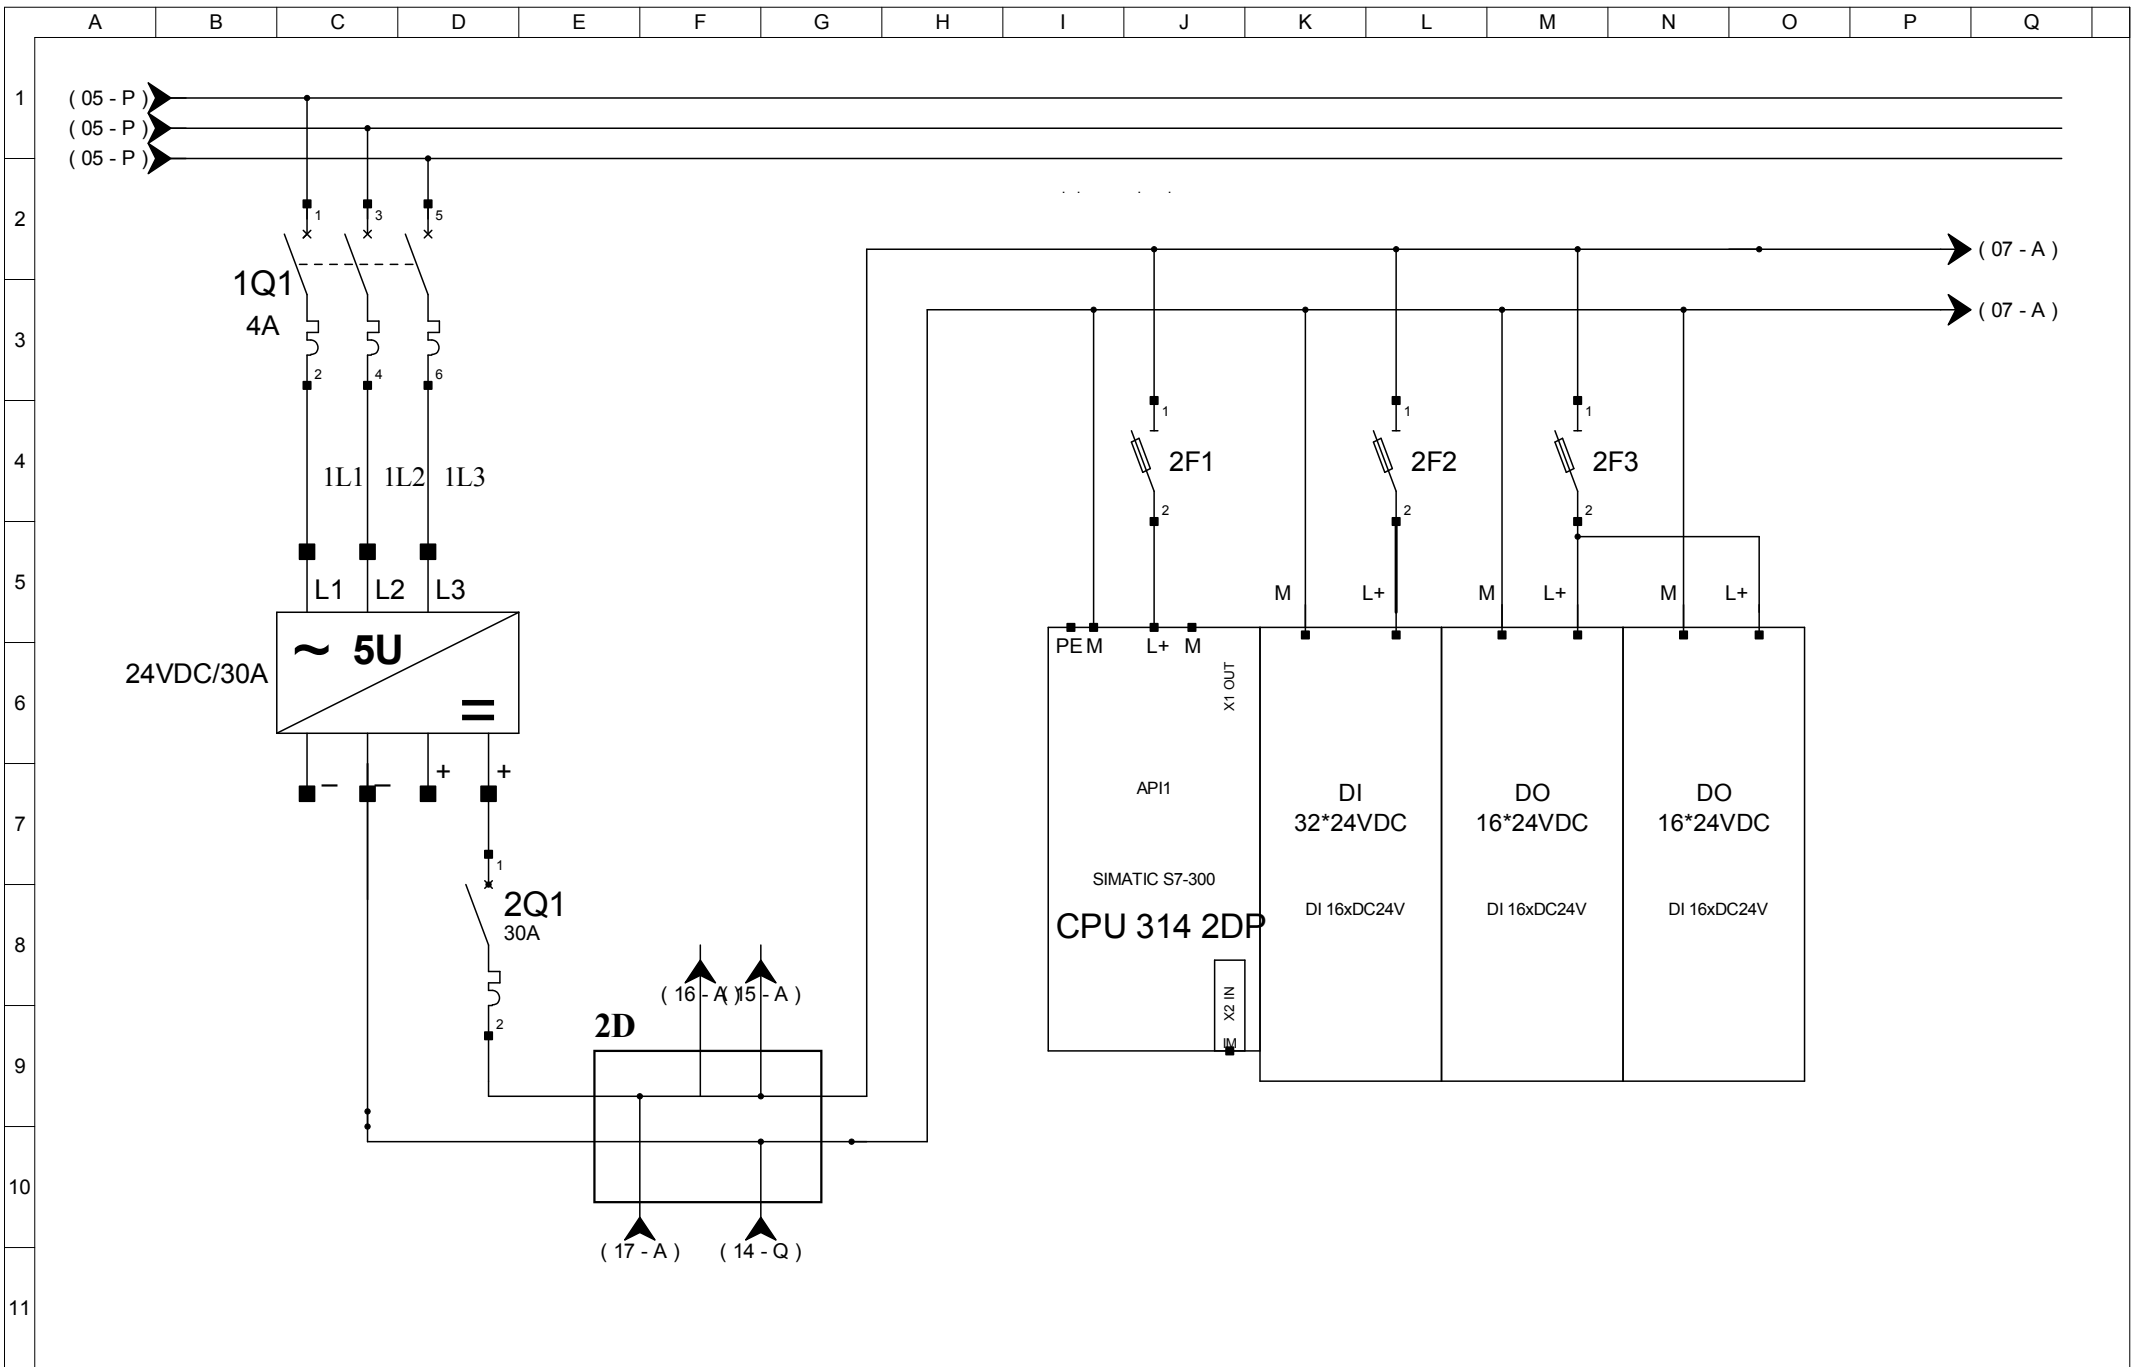 A B C D E F G H I J K L M N O P Q
1
( 05 - P )
( 05 - P )
( 05 - P )
2
1 3 5
( 07 - A )
1Q1
4A
3
( 07 - A )
2 4 6
1 1 1
4
2F1 2F2 2F3
1L1 1L2 1L3
2 2 2
5
L1 L2 L3
M L+ M L+ M L+
~ 5U
=
24VDC/30A
PE M L+ M
X1 OUT
6
– – + +
7
API1
DI
32*24VDC
DO
16*24VDC
DO
16*24VDC
1
2Q1
30A
SIMATIC S7-300
CPU 314 2DP
DI 16xDC24V
DI 16xDC24V
DI 16xDC24V
8
( 16 - A )
( 15 - A )
X2 IN
IM
2
2D
9
10
( 17 - A )
( 14 - Q )
11